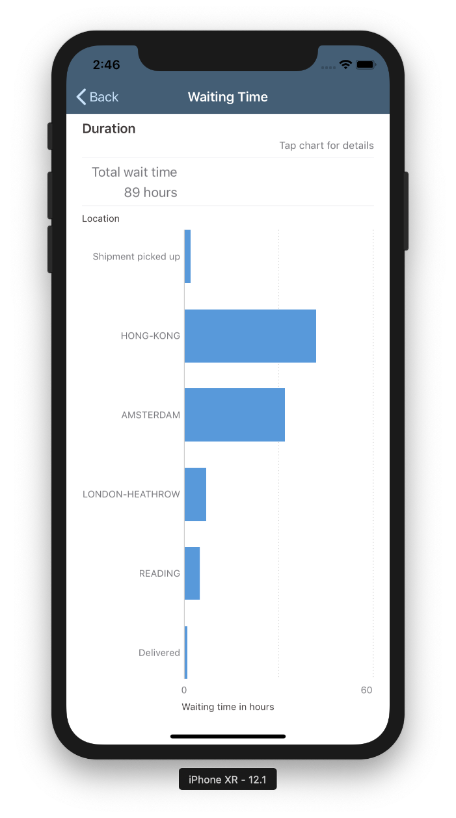 2:46
Back
Waiting Time
Duration
Tap chart for details
Total wait time
89 hours
Location
Shipment picked up
HONG-KONG
AMSTERDAM
LONDON-HEATHROW
READING
Delivered
0
60
Waiting time in hours
iPhone XR - 12.1